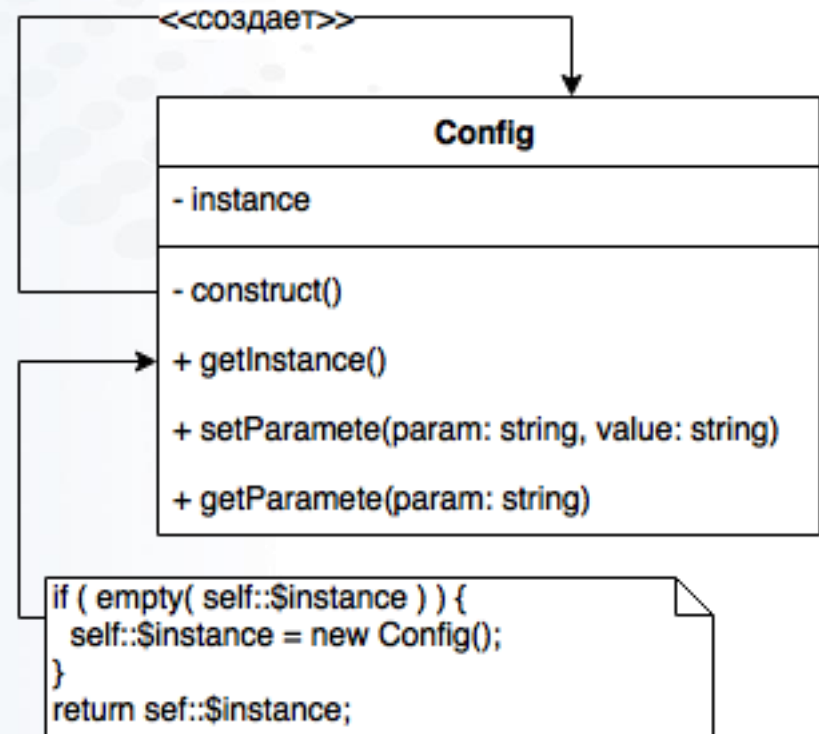 <<создает>>
Config
- instance
- construct()
+ getInstance()
+ setParamete(param: string, value: string)
+ getParamete(param: string)
if ( empty( self::$instance ) ) {
self::$instance = new Config();
}
return sef::$instance;